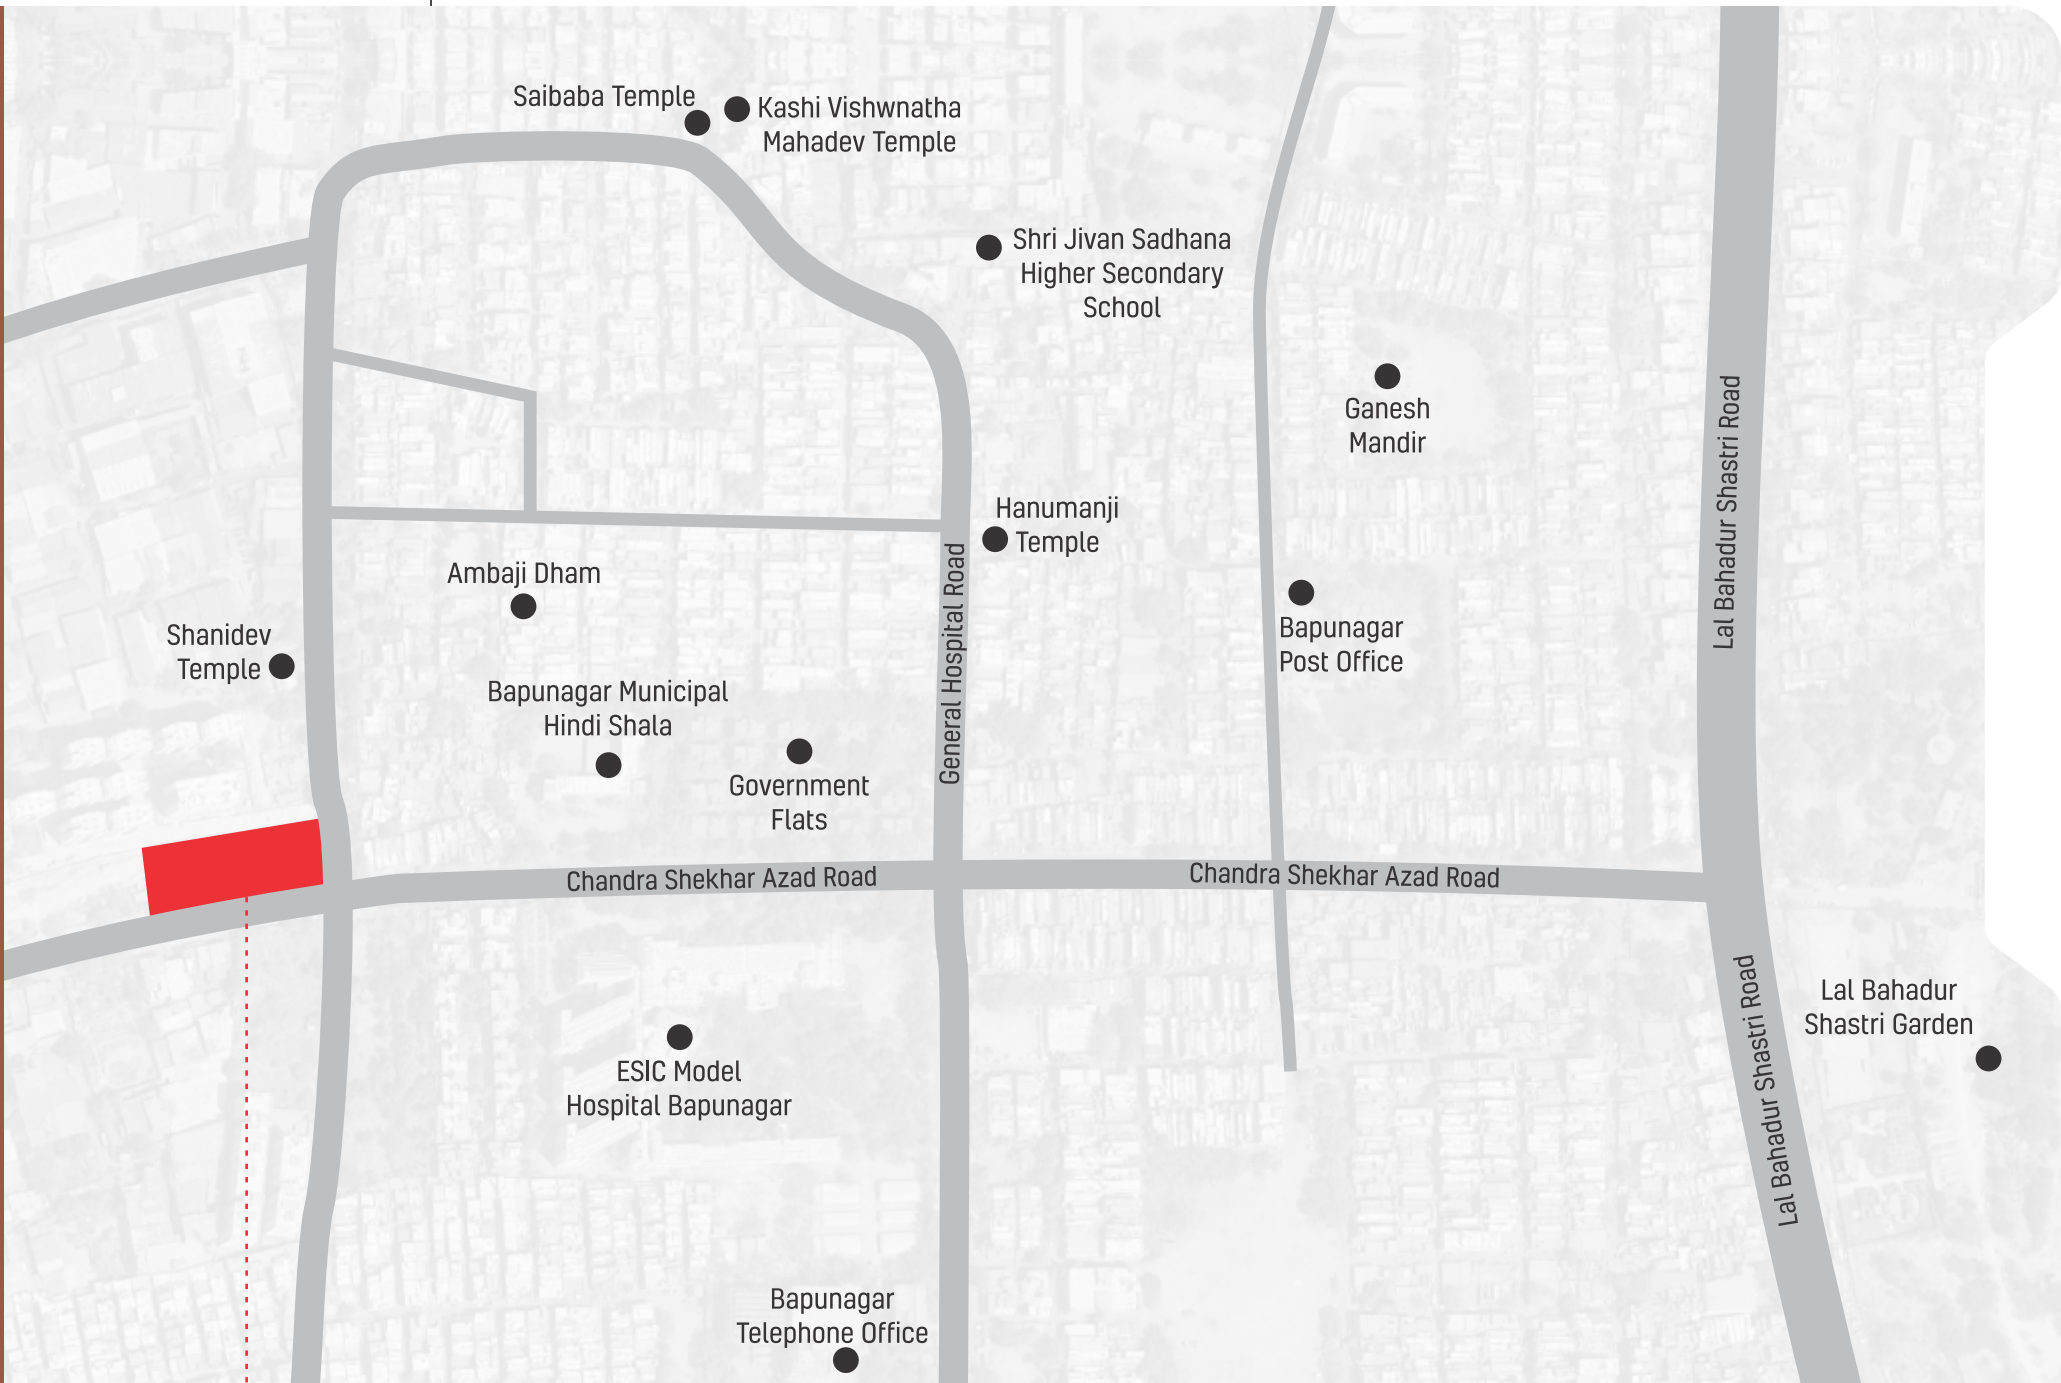 Saibaba Temple
Kashi Vishwnatha
Mahadev Temple
Shri Jivan Sadhana
Higher Secondary
School
Ganesh
Mandir
Lal Bahadur Shastri Road
Hanumanji
Temple
General Hospital Road
Ambaji Dham
Bapunagar
Post Office
Shanidev
Temple
Bapunagar Municipal
Hindi Shala
Government
Flats
Chandra Shekhar Azad Road
Chandra Shekhar Azad Road
Lal Bahadur Shastri Road
Lal Bahadur
Shastri Garden
ESIC Model
Hospital Bapunagar
Bapunagar
Telephone Office